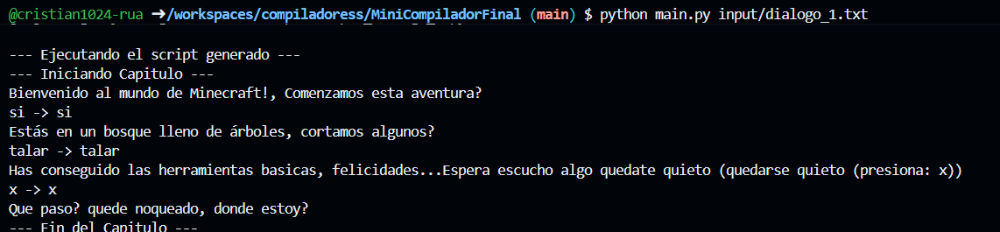 @cristian1024-rua ➜/workspaces/compiladoress/MiniCompiladorFinal (main) $ python main.py input/dialogo_1.txt
--- Ejecutando el script generado ---
--- Iniciando Capitulo ---
Bienvenido al mundo de Minecraft!, Comenzamos esta aventura?
si -> si
Estás en un bosque lleno de árboles, cortamos algunos?
talar -> talar
Has conseguido las herramientas basicas, felicidades...Espera escucho algo quedate quieto (quedarse quieto (presiona: x))
x -> x
Que paso? quede noqueado, donde estoy?
--- Fin del Capitulo ---